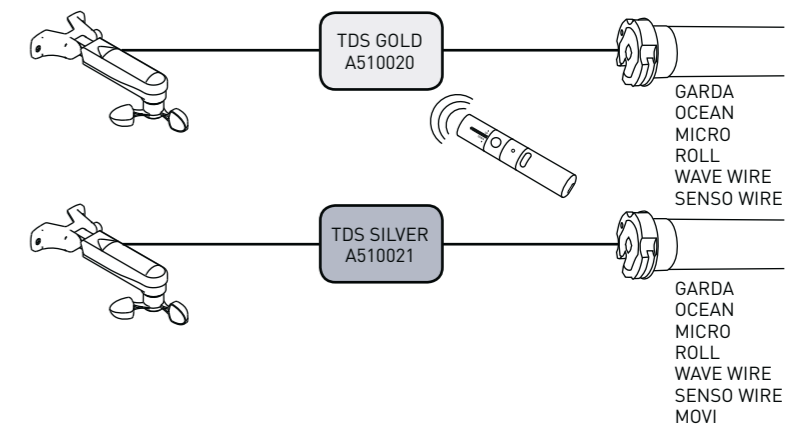 TDS GOLD
A510020
GARDA
OCEAN
MICRO
ROLL
WAVE WIRE
SENSO WIRE
TDS SILVER
A510021
GARDA
OCEAN
MICRO
ROLL
WAVE WIRE
SENSO WIRE
MOVI